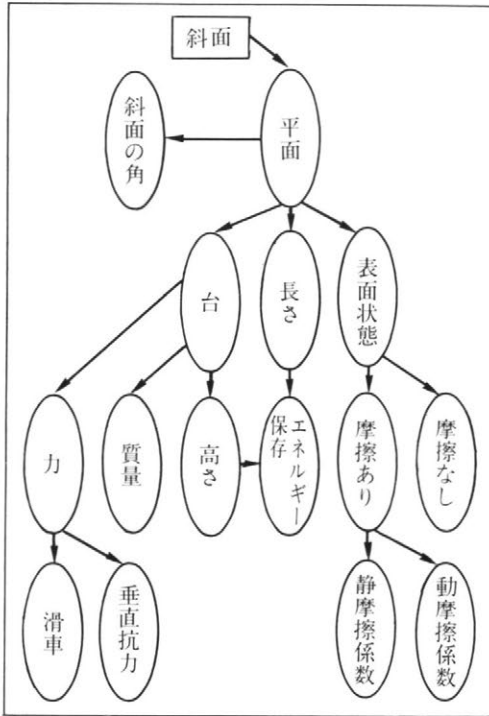 斜面
斜面の角
平面
台
長さ
表面状態
力
質量
高さ
エネルギー
保存
摩擦あり
摩擦なし
滑車
垂直抗力
静摩擦係数
動摩擦係数